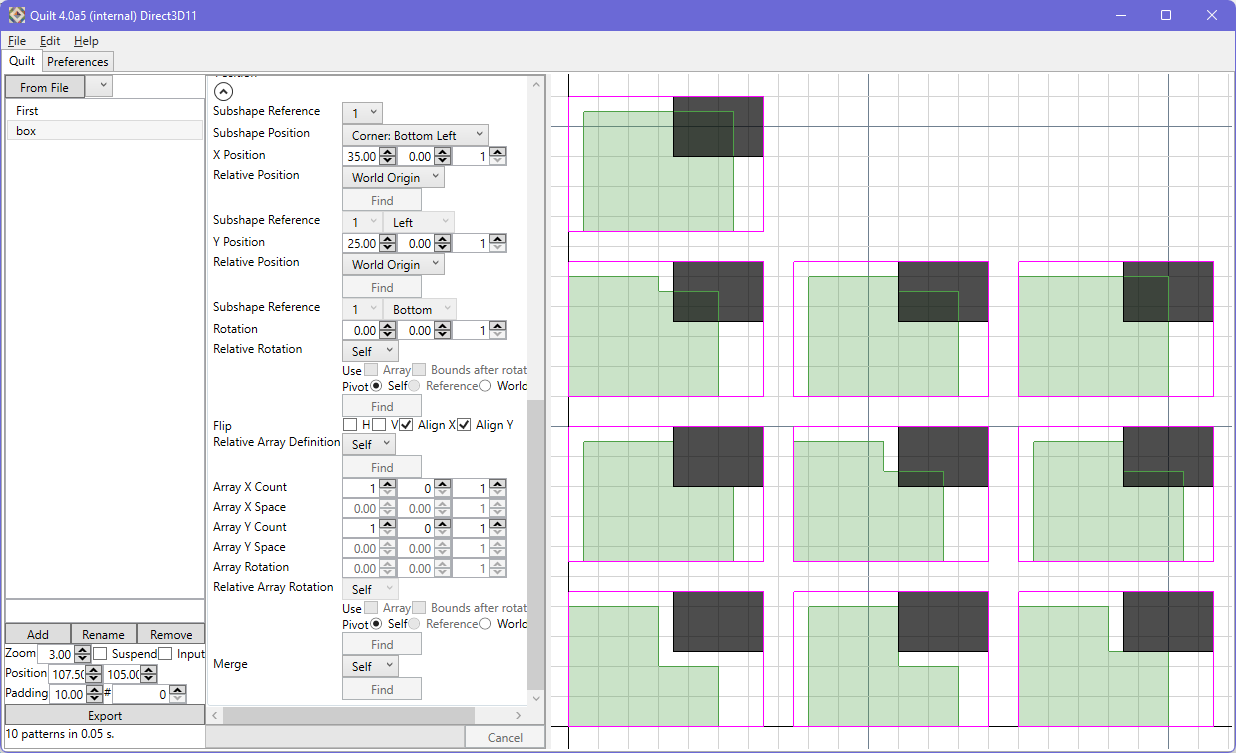 Quilt 4.0a5 (internal) Direct3D11
File Edit Help
Quilt Preferences
From File
First
box
Subshape Reference 1
Subshape Position Corner: Bottom Left
X Position 35.00 0.00 1
Relative Position World Origin
Find
Subshape Reference 1 Left
Y Position 25.00 0.00 1
Relative Position World Origin
Find
Subshape Reference 1 Bottom
Rotation 0.00 0.00 1
Relative Rotation Self
Use Array Bounds after rotat
Pivot Self Reference World
Find
Flip H V Align X Align Y
Relative Array Definition Self
Find
Array X Count 1 0 1
Array X Space 0.00 0.00 1
Array Y Count 1 0 1
Array Y Space 0.00 0.00 1
Array Rotation 0.00 0.00 1
Relative Array Rotation Self
Use Array Bounds after rotat
Pivot Self Reference World
Find
Merge Self
Find
Cancel
Add Rename Remove
Zoom 3.00 Suspend Input
Position 107.50 105.00
Padding 10.00 # 0
Export
10 patterns in 0.05 s.